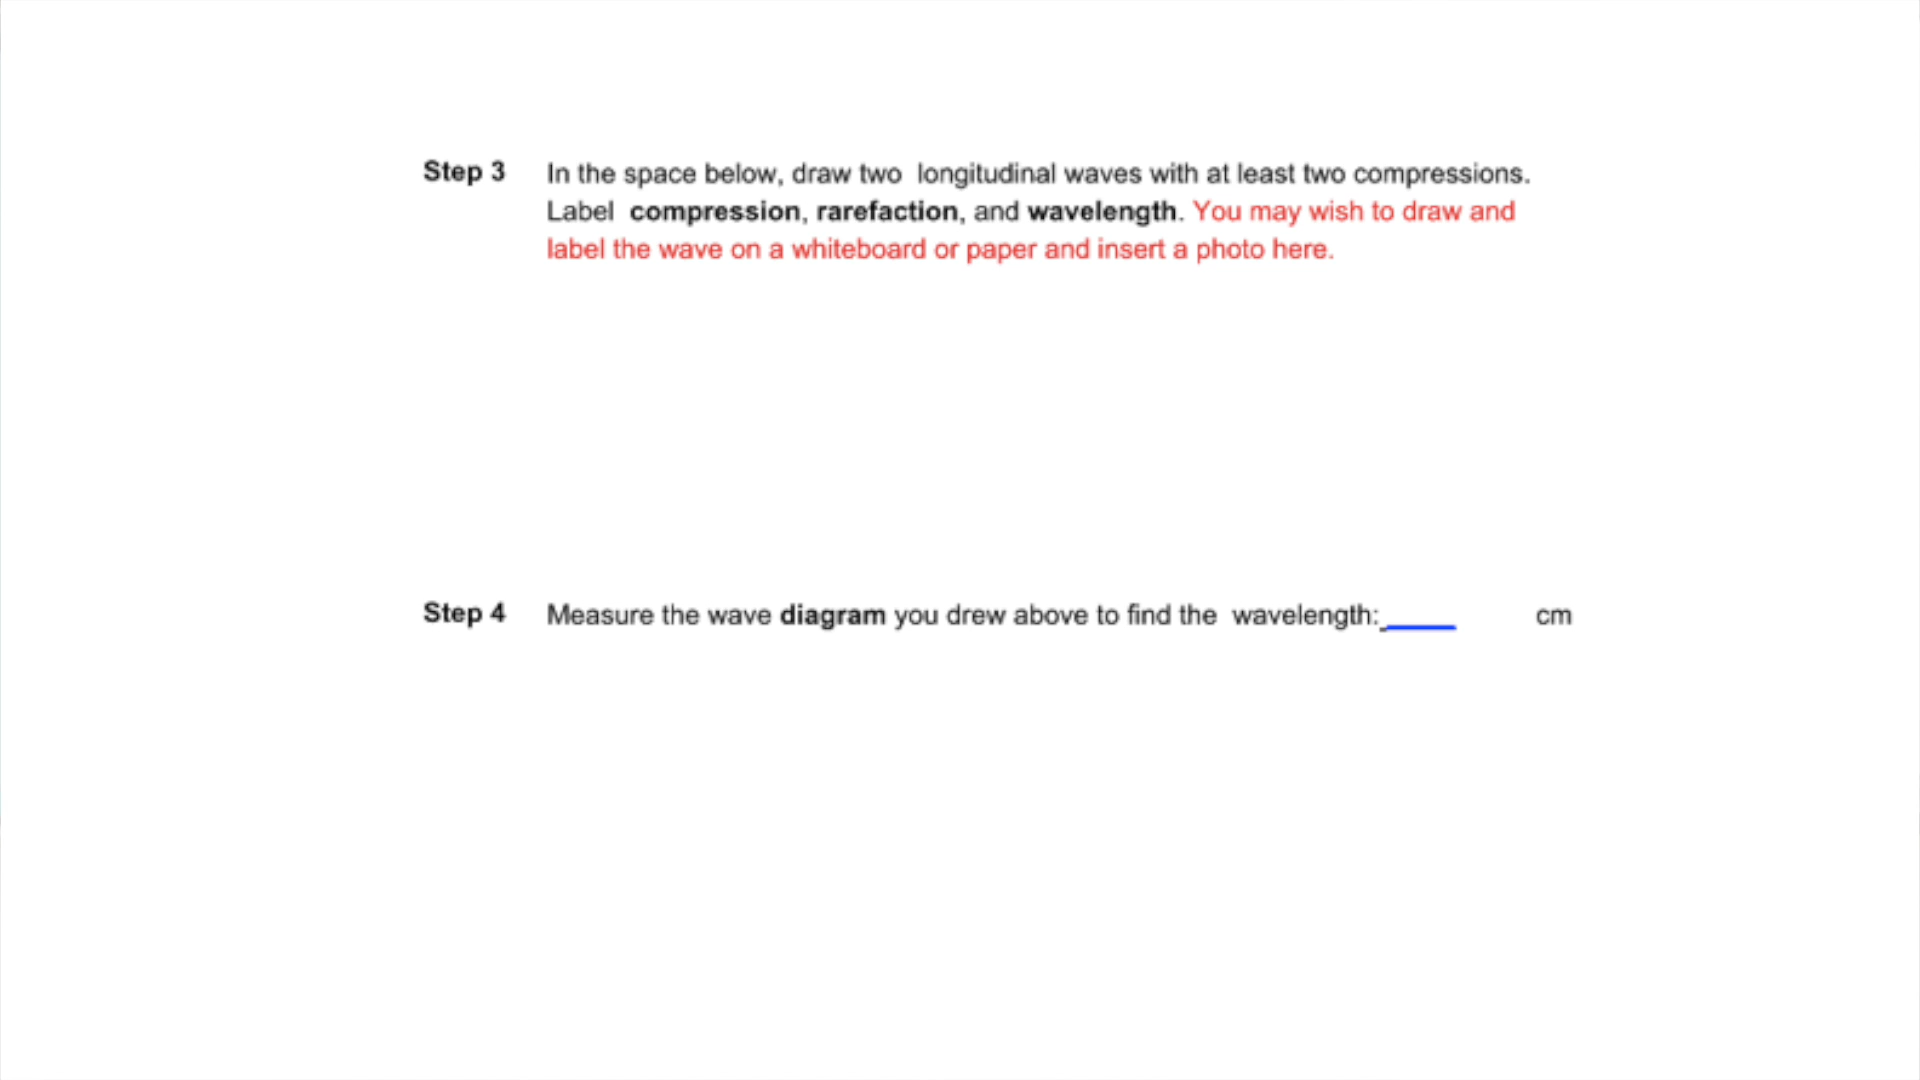 Step 3 In the space below, draw two longitudinal waves with at least two compressions.
Label compression, rarefaction, and wavelength. You may wish to draw and
label the wave on a whiteboard or paper and insert a photo here.
Step 4 Measure the wave diagram you drew above to find the wavelength:_____ cm